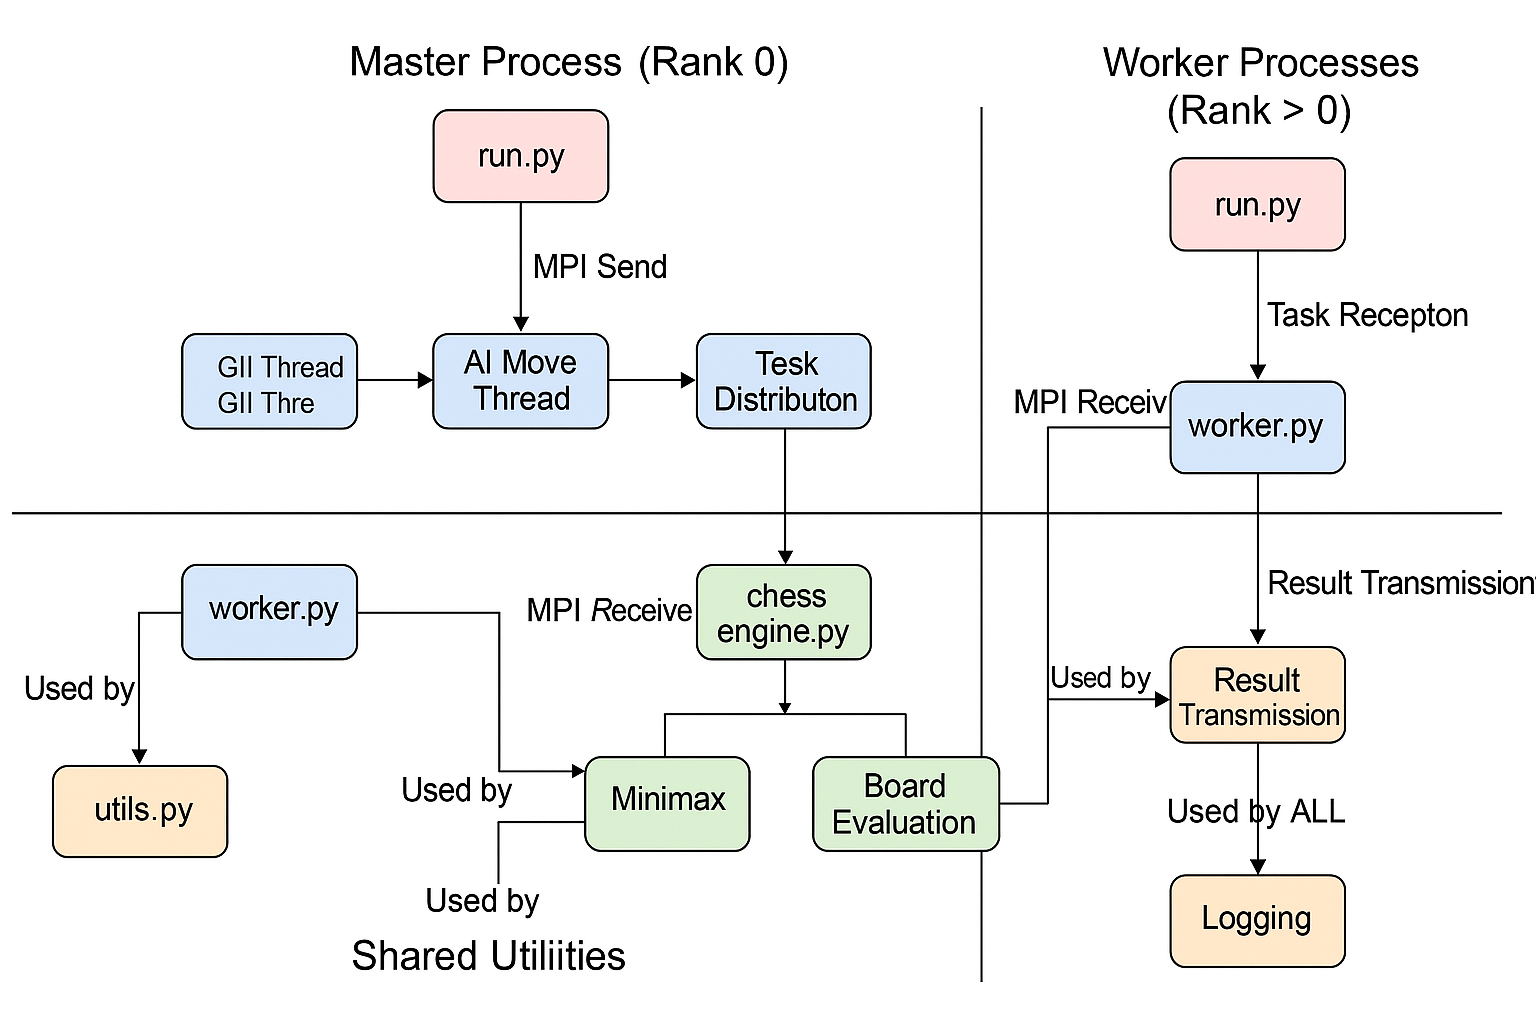 Master Process (Rank 0)
Worker Processes
(Rank > 0)
run.py
run.py
MPI Send
Task Recepton
GII Thread
GII Thre
AI Move
Thread
Tesk
Distributon
MPI Receiv
worker.py
worker.py
MPI Receive
chess
engine.py
Result Transmission
Used by
Used by
Result
Transmission
utils.py
Used by
Minimax
Board
Evaluation
Used by ALL
Used by
Logging
Shared Utiliities